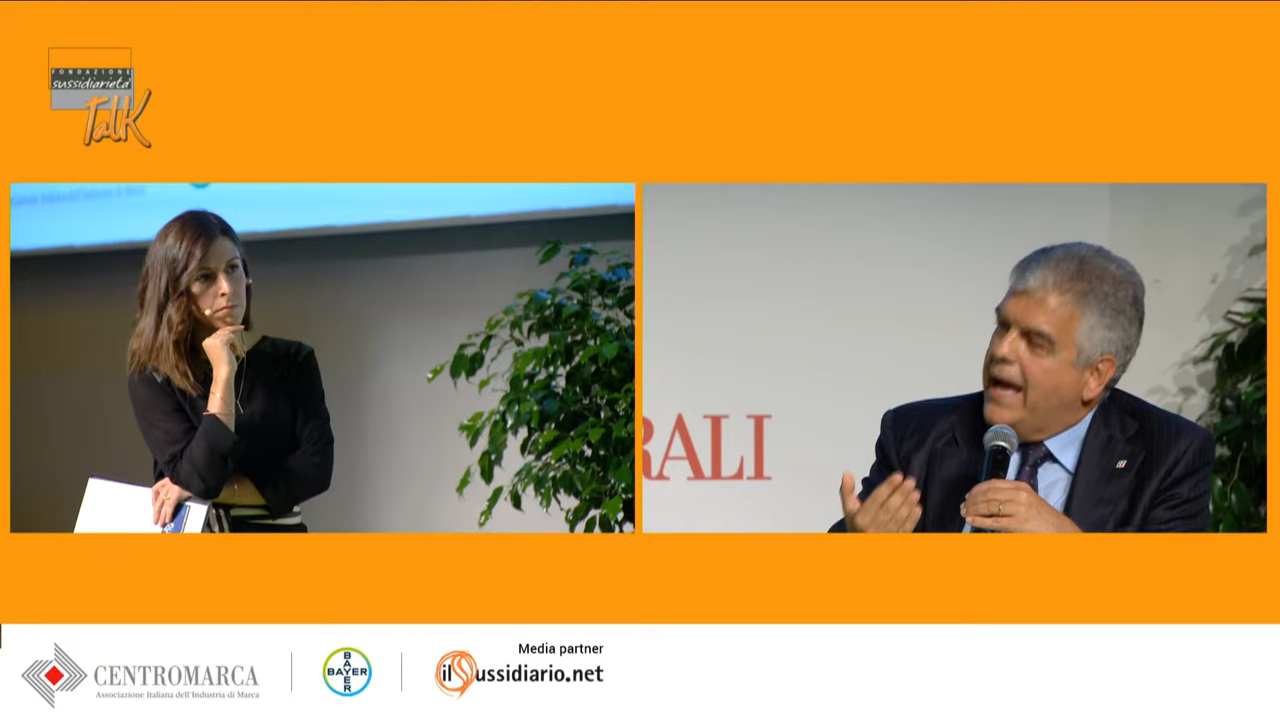 FONDAZIONE
sussidiarietà
Talk
RALI
Media partner
CENTROMARCA
Associazione Italiana dell'Industria di Marca
BAYER
BAYER
ilSussidiario.net